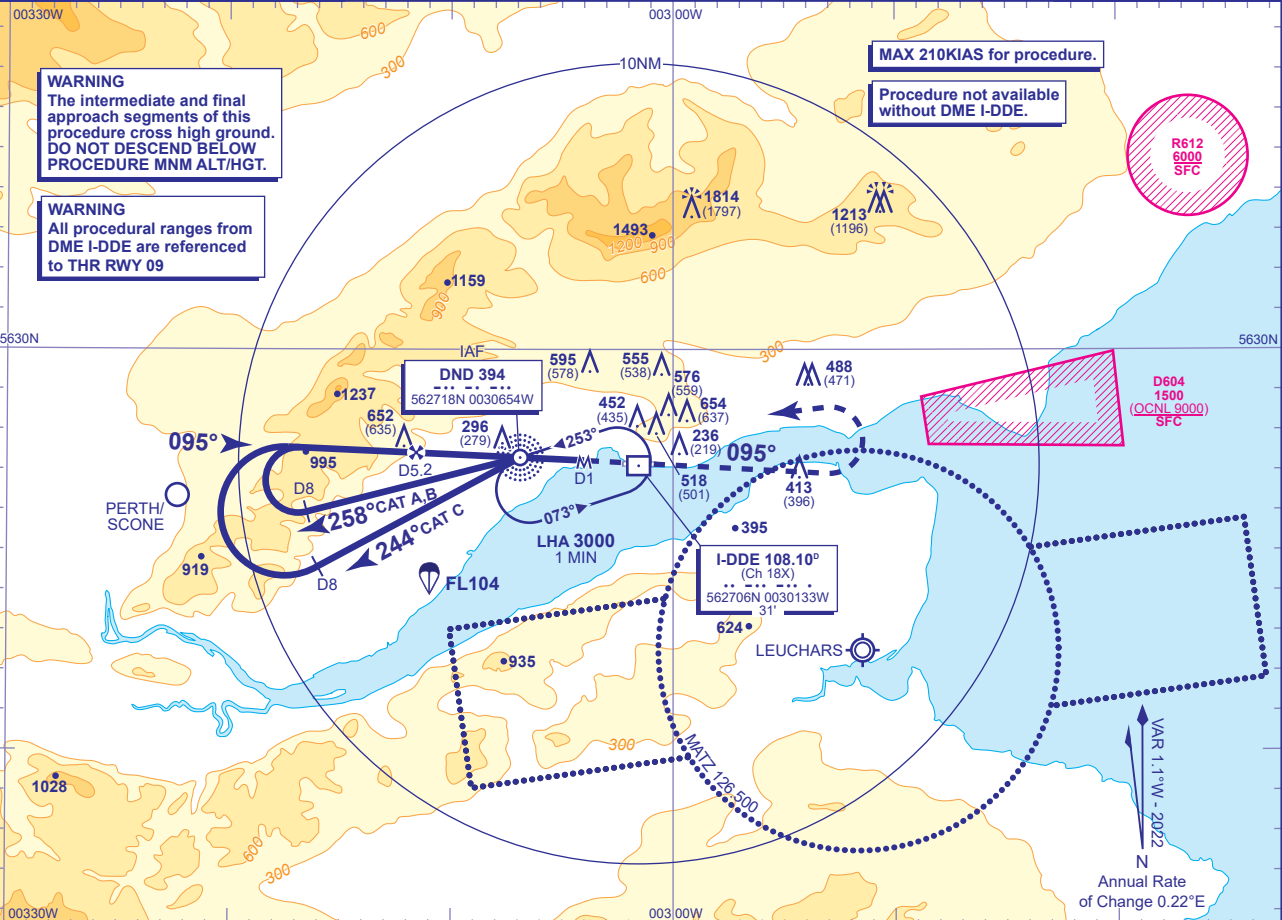 00330W
003 00W
600
300
10NM
MAX 210KIAS for procedure.
WARNING
The intermediate and final
approach segments of this
procedure cross high ground.
DO NOT DESCEND BELOW
PROCEDURE MNM ALT/HGT.
Procedure not available
without DME I-DDE.
R612
6000
SFC
WARNING
All procedural ranges from
DME I-DDE are referenced
to THR RWY 09
1814
(1797)
1213
(1196)
1493
1200
900
600
1159
900
5630N
5630N
300
IAF
DND 394
562718N 0030654W
595
(578)
555
(538)
576
(559)
488
(471)
654
(637)
452
(435)
D604
1500
(OCNL 9000)
SFC
1237
652
(635)
296
(279)
236
(219)
095°
253°
095°
995
D5.2
D1
518
(501)
413
(396)
D8
PERTH/
SCONE
258° CAT A,B
073°
244° CAT C
LHA 3000
1 MIN
395
919
D8
FL104
I-DDE 108.10ᴰ
(Ch 18X)
562706N 0030133W
31'
624
935
LEUCHARS
300
MATZ 126.500
VAR 1.1°W - 2022
1028
600
300
N
Annual Rate
of Change 0.22°E
00330W
003 00W